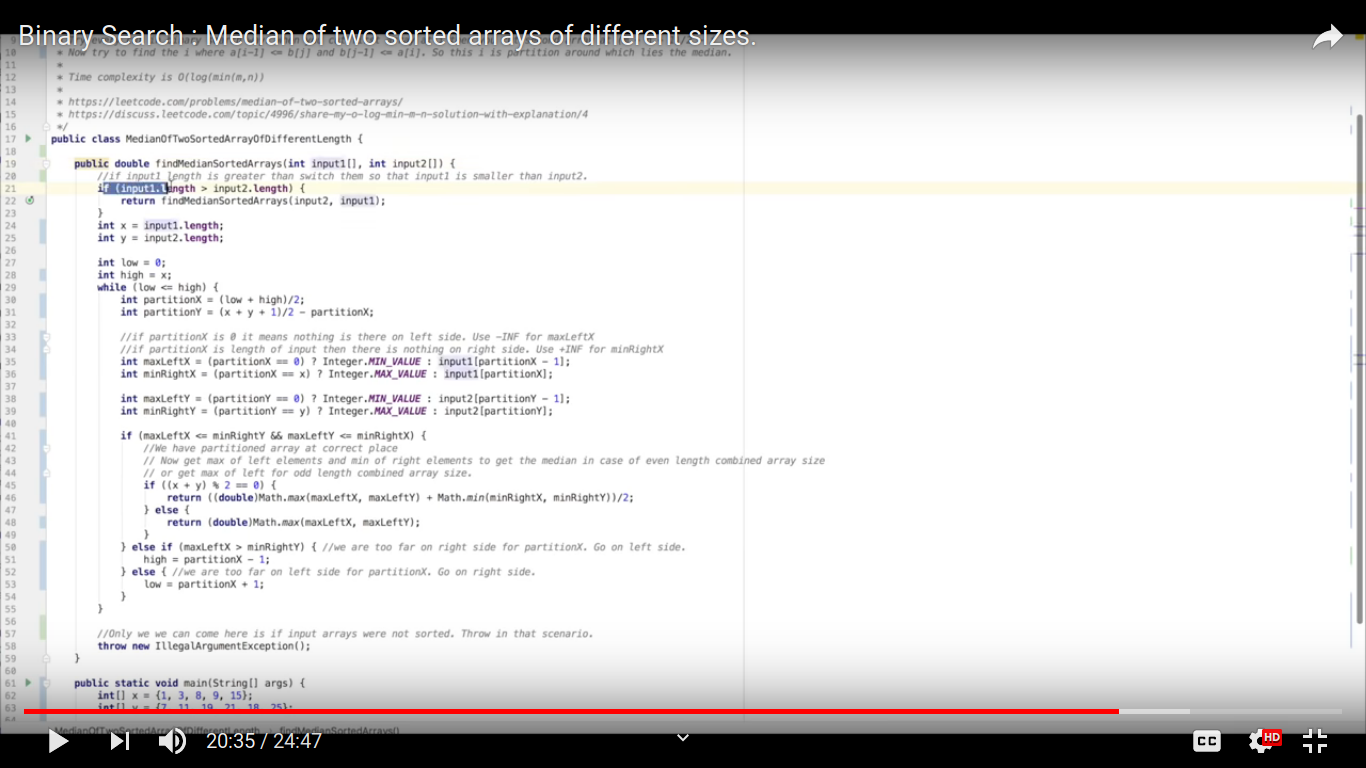 Binary Search : Median of two sorted arrays of different sizes.
10 * Now try to find the i where a[i-1] <= b[j] and b[j-1] <= a[i]. So this i is partition around which lies the median.
11 *
12 * Time complexity is O(log(min(m,n))
13 *
14 * https://leetcode.com/problems/median-of-two-sorted-arrays/
15 * https://discuss.leetcode.com/topic/4996/share-my-o-log-min-m-n-solution-with-explanation/4
16 */
17 public class MedianOfTwoSortedArrayOfDifferentLength {
18
19 public double findMedianSortedArrays(int input1[], int input2[]) {
20 //if input1 length is greater than switch them so that input1 is smaller than input2.
21 if (input1.length > input2.length) {
22 return findMedianSortedArrays(input2, input1);
23 }
24 int x = input1.length;
25 int y = input2.length;
26
27 int low = 0;
28 int high = x;
29 while (low <= high) {
30 int partitionX = (low + high)/2;
31 int partitionY = (x + y + 1)/2 - partitionX;
32
33 //if partitionX is 0 it means nothing is there on left side. Use -INF for maxLeftX
34 //if partitionX is length of input then there is nothing on right side. Use +INF for minRightX
35 int maxLeftX = (partitionX == 0) ? Integer.MIN_VALUE : input1[partitionX - 1];
36 int minRightX = (partitionX == x) ? Integer.MAX_VALUE : input1[partitionX];
37
38 int maxLeftY = (partitionY == 0) ? Integer.MIN_VALUE : input2[partitionY - 1];
39 int minRightY = (partitionY == y) ? Integer.MAX_VALUE : input2[partitionY];
40
41 if (maxLeftX <= minRightY && maxLeftY <= minRightX) {
42 //We have partitioned array at correct place
43 // Now get max of left elements and min of right elements to get the median in case of even length combined array size
44 // or get max of left for odd length combined array size.
45 if ((x + y) % 2 == 0) {
46 return ((double)Math.max(maxLeftX, maxLeftY) + Math.min(minRightX, minRightY))/2;
47 } else {
48 return (double)Math.max(maxLeftX, maxLeftY);
49 }
50 } else if (maxLeftX > minRightY) { //we are too far on right side for partitionX. Go on left side.
51 high = partitionX - 1;
52 } else { //we are too far on left side for partitionX. Go on right side.
53 low = partitionX + 1;
54 }
55 }
56
57 //Only we we can come here is if input arrays were not sorted. Throw in that scenario.
58 throw new IllegalArgumentException();
59 }
60
61 public static void main(String[] args) {
62 int[] x = {1, 3, 8, 9, 15};
63 int[] y = {7, 11, 19, 21, 18, 25};
MedianOfTwoSortedArrayOfDifferentLength > findMedianSortedArrays()
20:35 / 24:47
CC
HD